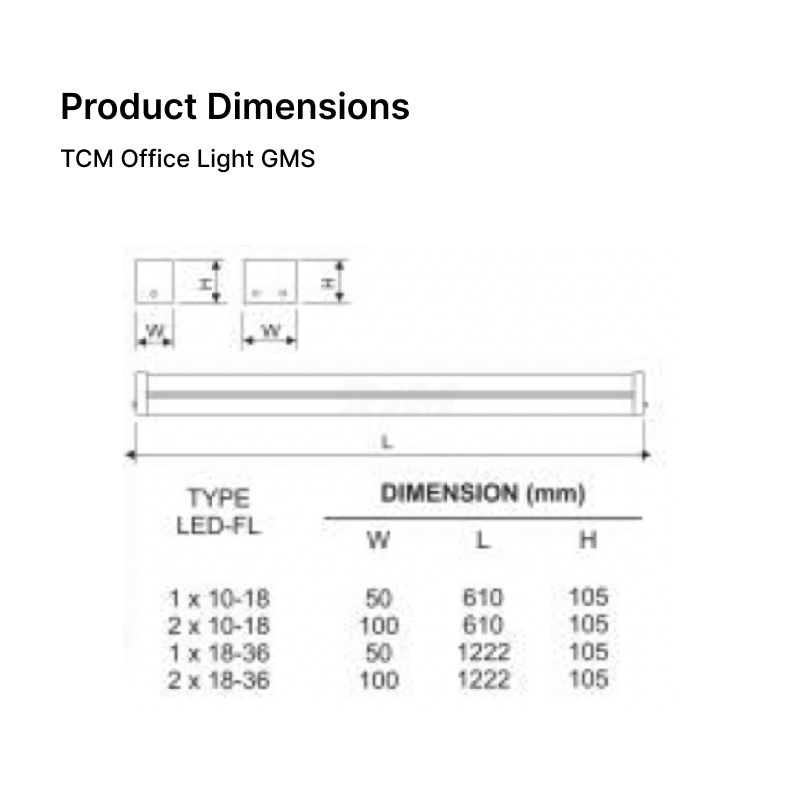 Product Dimensions
TCM Office Light GMS
H
H
W
W
L
TYPE
LED-FL
DIMENSION (mm)
W L H
1 x 10-18 50 610 105
2 x 10-18 100 610 105
1 x 18-36 50 1222 105
2 x 18-36 100 1222 105